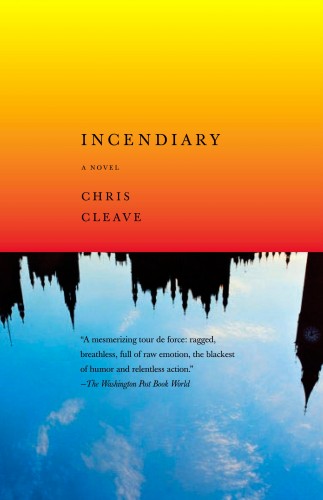 INCENDIARY
A NOVEL
CHRIS
CLEAVE
“A mesmerizing tour de force: ragged,
breathless, full of raw emotion, the blackest
of humor and relentless action.”
—The Washington Post Book World